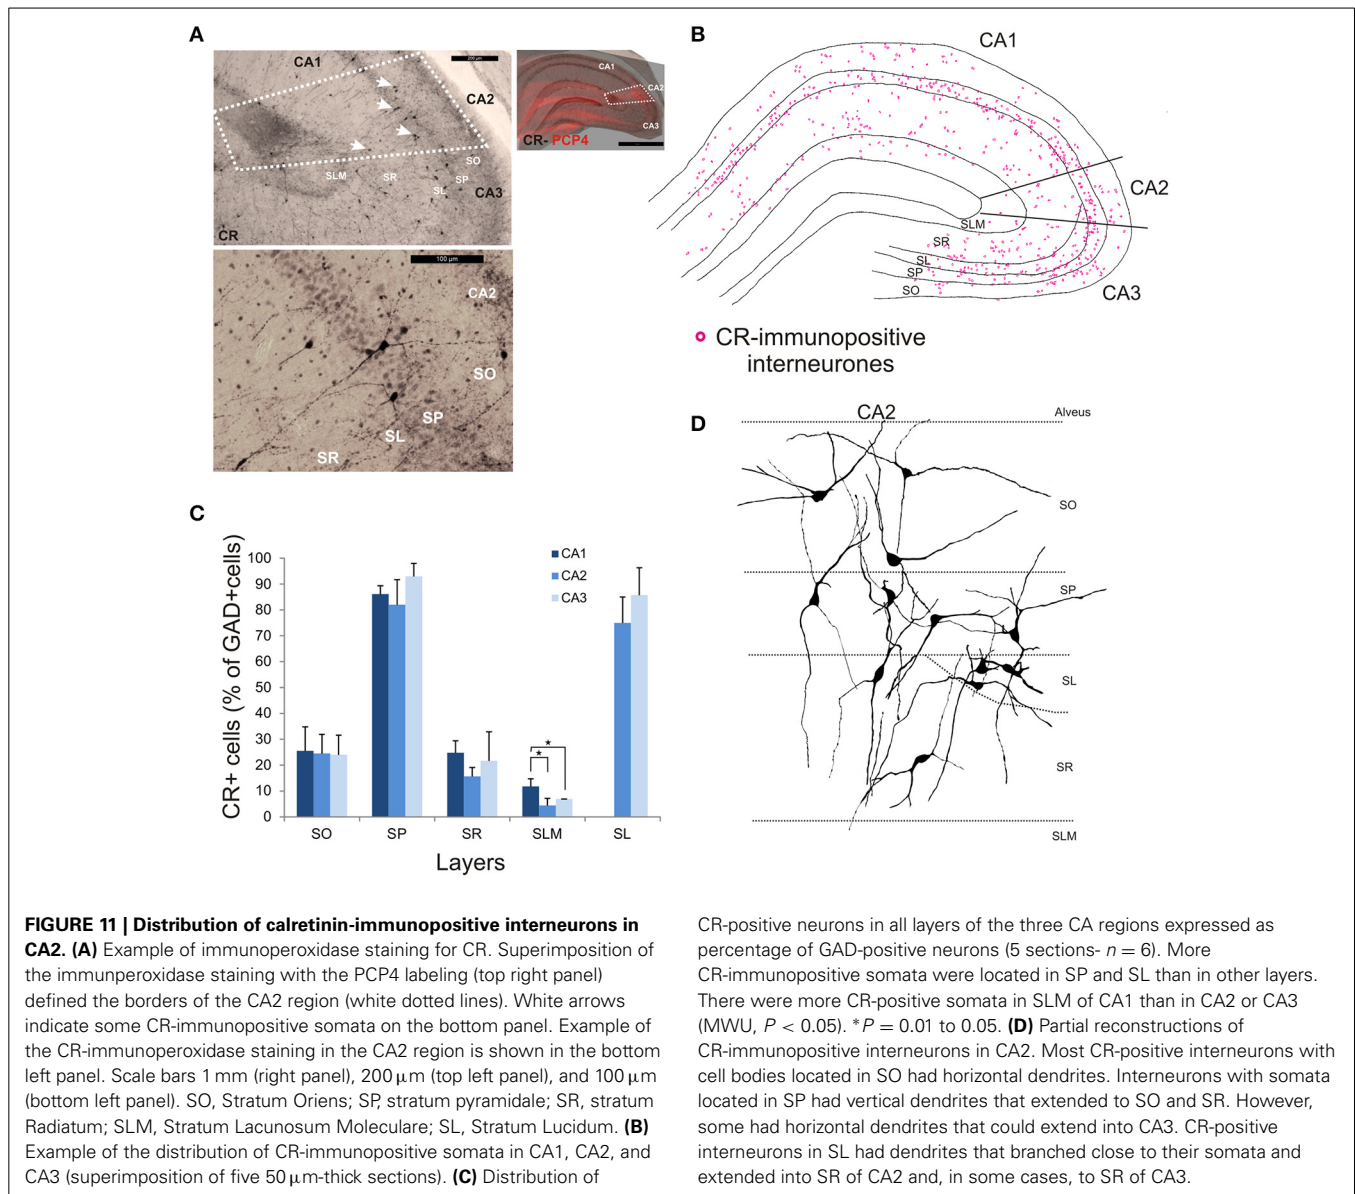 A
CA1
200 µm
CA2
SO
SP
SL
SR
SLM
CA3
CR
CA1
CA2
CA3
CR- PCP4
100 µm
CA2
SO
SP
SL
SR
B
CA1
CA2
SLM
SR
SL
SP
SO
CA3
CR-immunopositive
interneurones
C
CR+ cells (% of GAD+cells)
100
90
80
70
60
50
40
30
20
10
0
CA1
CA2
CA3
* *
SO SP SR SLM SL
Layers
D
CA2
Alveus
SO
SP
SL
SR
SLM
FIGURE 11 | Distribution of calretinin-immunopositive interneurons in
CA2. (A) Example of immunoperoxidase staining for CR. Superimposition of
the immunperoxidase staining with the PCP4 labeling (top right panel)
defined the borders of the CA2 region (white dotted lines). White arrows
indicate some CR-immunopositive somata on the bottom panel. Example of
the CR-immunoperoxidase staining in the CA2 region is shown in the bottom
left panel. Scale bars 1 mm (right panel), 200 µm (top left panel), and 100 µm
(bottom left panel). SO, Stratum Oriens; SP, stratum pyramidale; SR, stratum
Radiatum; SLM, Stratum Lacunosum Moleculare; SL, Stratum Lucidum. (B)
Example of the distribution of CR-immunopositive somata in CA1, CA2, and
CA3 (superimposition of five 50 µm-thick sections). (C) Distribution of
CR-positive neurons in all layers of the three CA regions expressed as
percentage of GAD-positive neurons (5 sections- n = 6). More
CR-immunopositive somata were located in SP and SL than in other layers.
There were more CR-positive somata in SLM of CA1 than in CA2 or CA3
(MWU, P < 0.05). *P = 0.01 to 0.05. (D) Partial reconstructions of
CR-immunopositive interneurons in CA2. Most CR-positive interneurons with
cell bodies located in SO had horizontal dendrites. Interneurons with somata
located in SP had vertical dendrites that extended to SO and SR. However,
some had horizontal dendrites that could extend into CA3. CR-positive
interneurons in SL had dendrites that branched close to their somata and
extended into SR of CA2 and, in some cases, to SR of CA3.